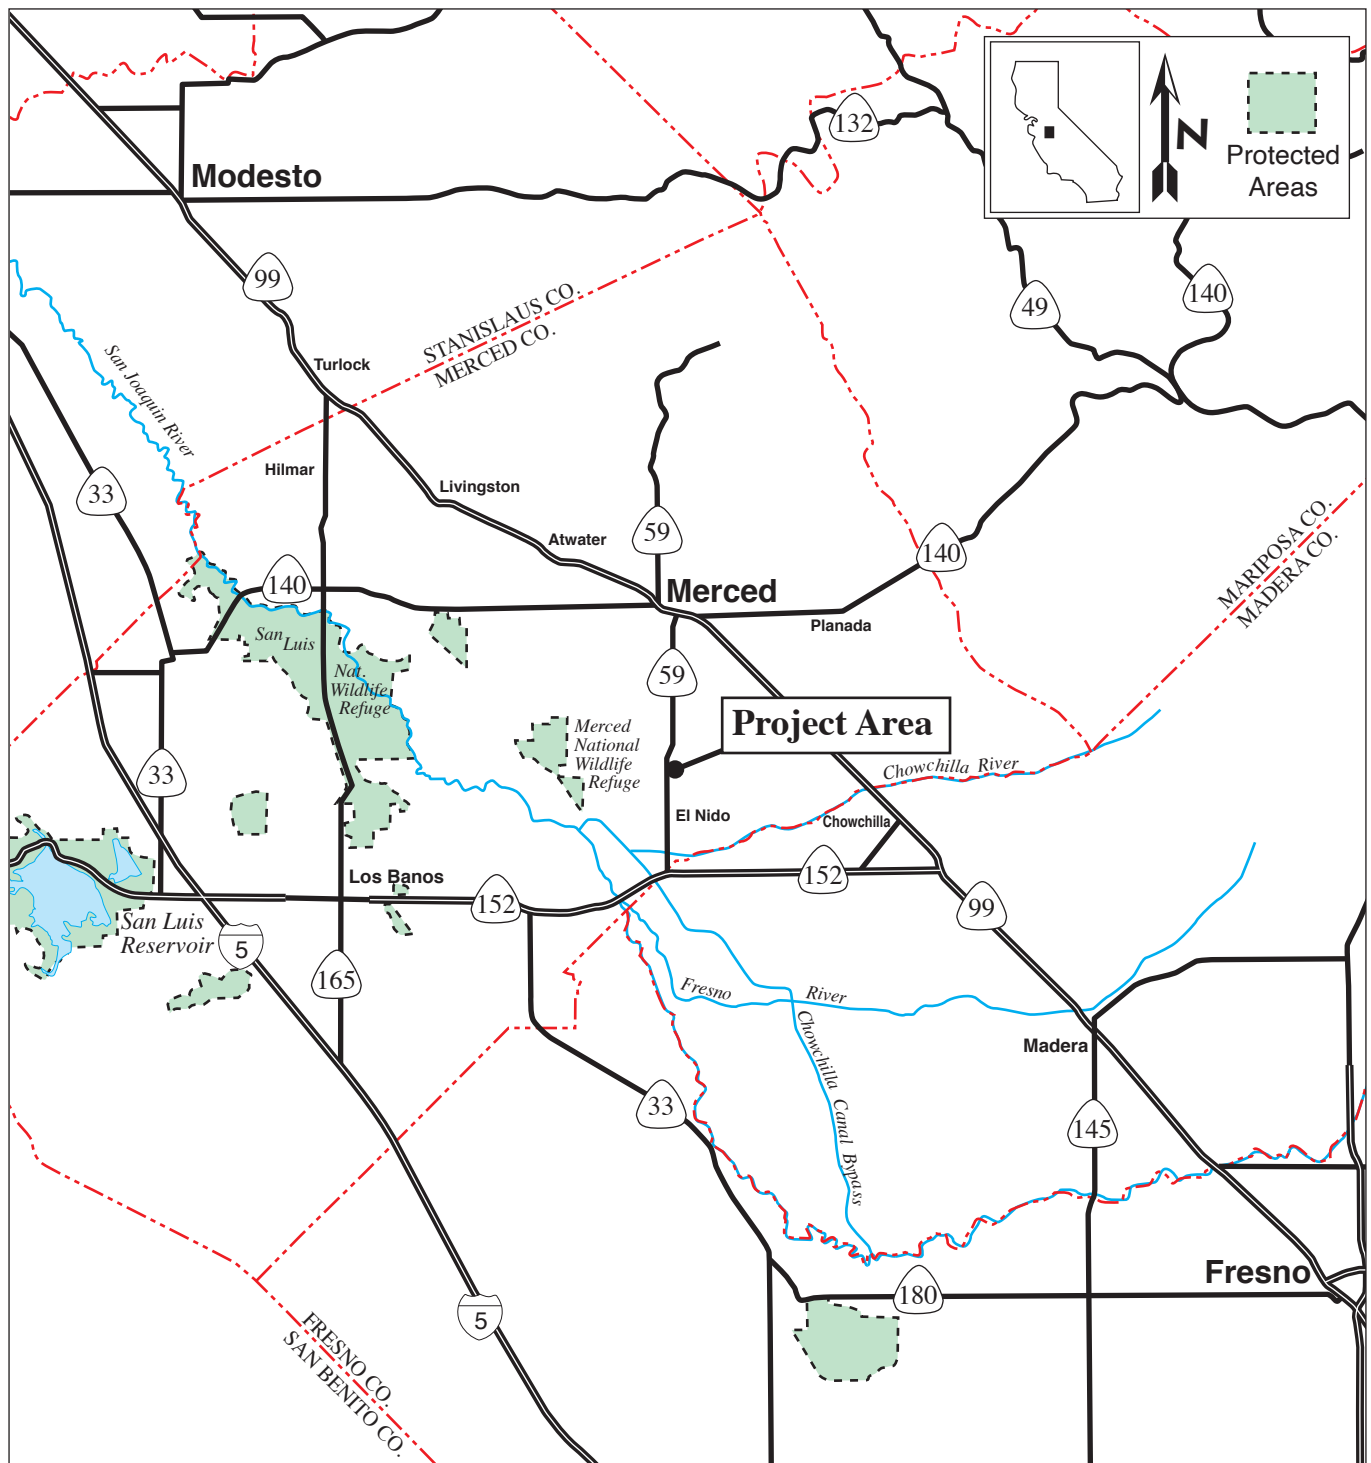 132
N
Protected
Areas
Modesto
99
49
140
STANISLAUS CO.
MERCED CO.
San Joaquin River
Turlock
Hilmar
33
Livingston
59
Atwater
140
MARIPOSA CO.
MADERA CO.
140
Merced
Planada
San Luis
Nat.
Wildlife
Refuge
59
Project Area
Merced
National
Wildlife
Refuge
33
Chowchilla River
El Nido
Chowchilla
Los Banos
152
152
99
San Luis
Reservoir
5
165
Fresno River
Chowchilla Canal Bypass
Madera
33
145
Fresno
180
5
FRESNO CO.
SAN BENITO CO.